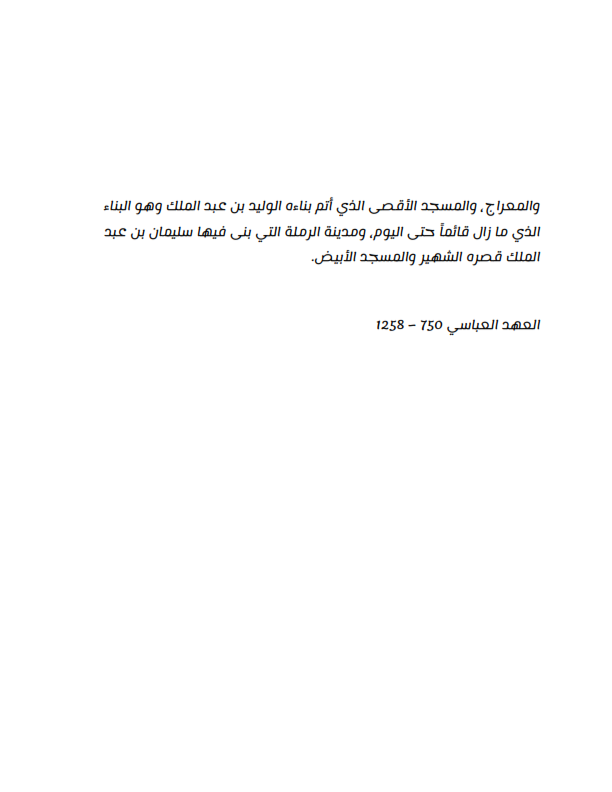 والمعراج، والمسجد الأقصى الذي أتم بناءه الوليد بن عبد الملك وهو البناء
الذي ما زال قائماً حتى اليوم، ومدينة الرملة التي بنى فيها سليمان بن عبد
الملك قصره الشهير والمسجد الأبيض.
العهد العباسي 750 – 1258